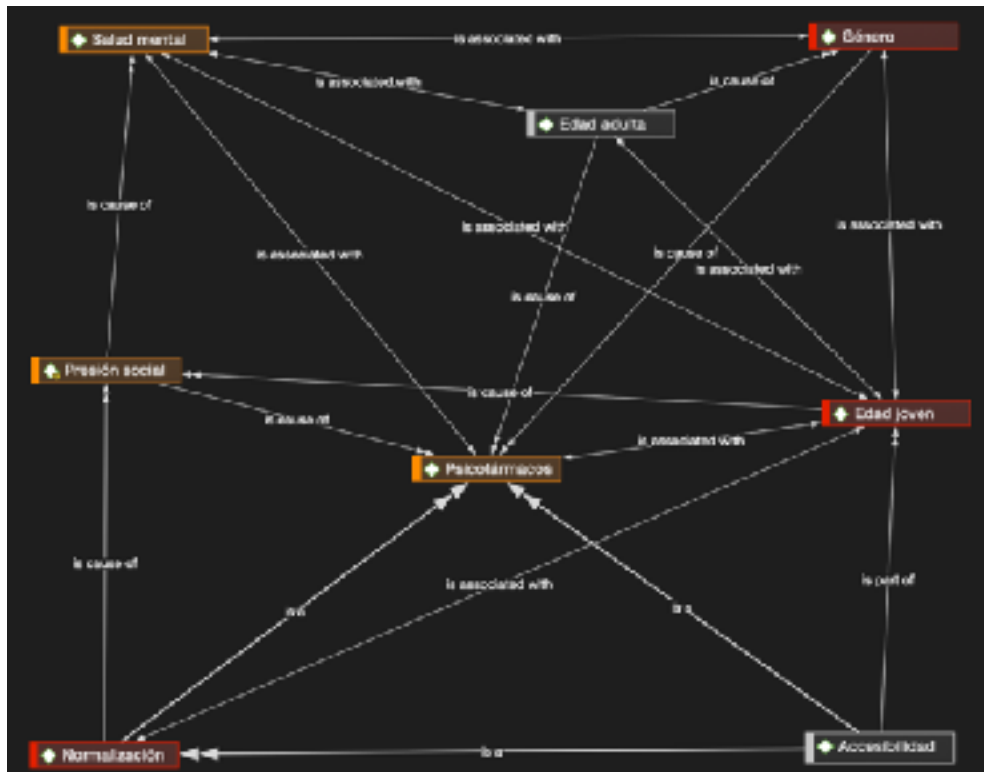 Salud mental
is associated with
Género
is associated with
is cause of
Edad adulta
is cause of
is associated with
is associated with
is associated with
is cause of
is associated with
is cause of
Presión social
is cause of
is cause of
Edad joven
is associated with
Psicofármacos
is cause of
is associated with
is part of
is a
is a
Normalización
is a
Accesibilidad